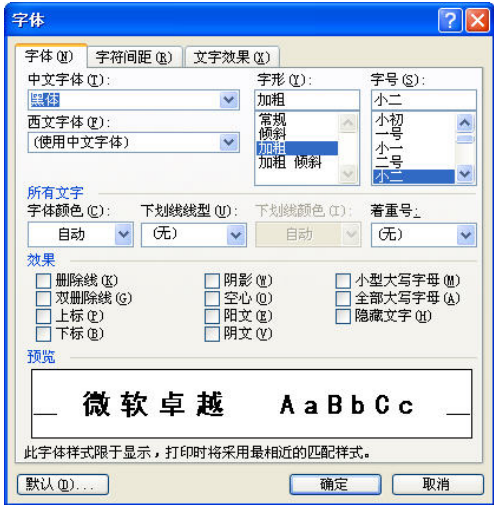 字体
字体(N) 字符间距(R) 文字效果(X)
中文字体(T): 字形(Y): 字号(S):
黑体 加粗 小二
西文字体(F): 常规 小初
(使用中文字体) 倾斜 一号
加粗 小一
加粗 倾斜 二号
小二
所有文字
字体颜色(C): 下划线线型(U): 下划线颜色(I): 着重号:
自动 (无) 自动 (无)
效果
删除线(K) 阴影(W) 小型大写字母(M)
双删除线(G) 空心(O) 全部大写字母(A)
上标(P) 阳文(E) 隐藏文字(H)
下标(B) 阴文(V)
预览
微软卓越 AaBbCc
此字体样式限于显示，打印时将采用最相近的匹配样式。
默认(D)... 确定 取消